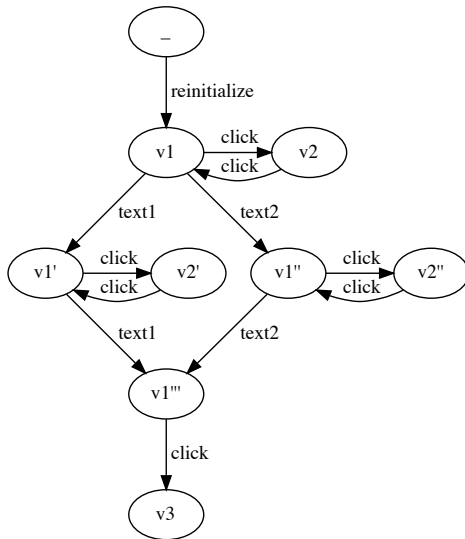 _
reinitialize
v1
click
click
v2
text1
text2
v1'
click
click
v2'
v1''
click
click
v2''
text1
text2
v1'''
click
v3